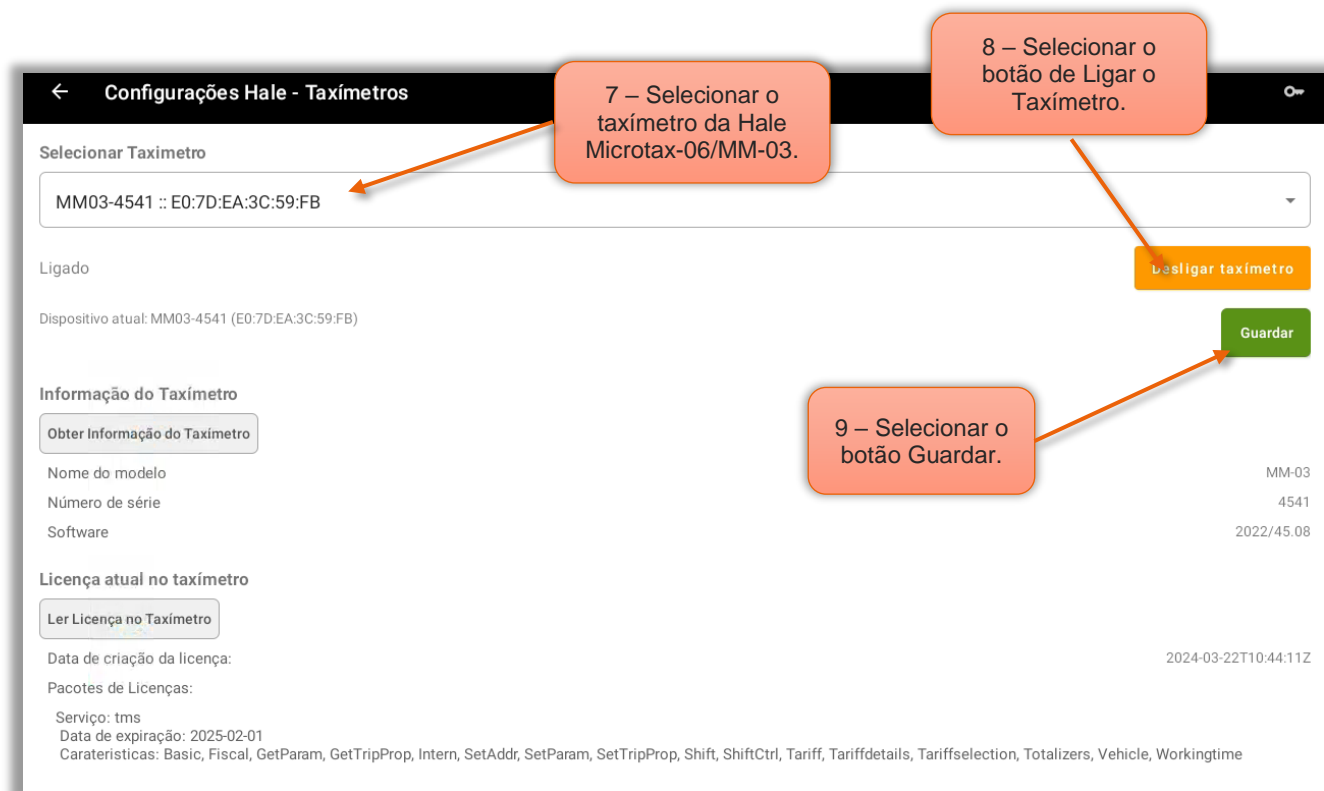 8 – Selecionar o
botão de Ligar o
Taxímetro.
Configurações Hale - Taxímetros
7 – Selecionar o
taxímetro da Hale
Microtax-06/MM-03.
Selecionar Taximetro
MM03-4541 :: E0:7D:EA:3C:59:FB
Ligado
Desligar taxímetro
Dispositivo atual: MM03-4541 (E0:7D:EA:3C:59:FB)
Guardar
Informação do Taxímetro
Obter Informação do Taxímetro
9 – Selecionar o
botão Guardar.
Nome do modelo MM-03
Número de série 4541
Software 2022/45.08
Licença atual no taxímetro
Ler Licença no Taxímetro
Data de criação da licença: 2024-03-22T10:44:11Z
Pacotes de Licenças:
Serviço: tms
Data de expiração: 2025-02-01
Carateristicas: Basic, Fiscal, GetParam, GetTripProp, Intern, SetAddr, SetParam, SetTripProp, Shift, ShiftCtrl, Tariff, Tariffdetails, Tariffselection, Totalizers, Vehicle, Workingtime